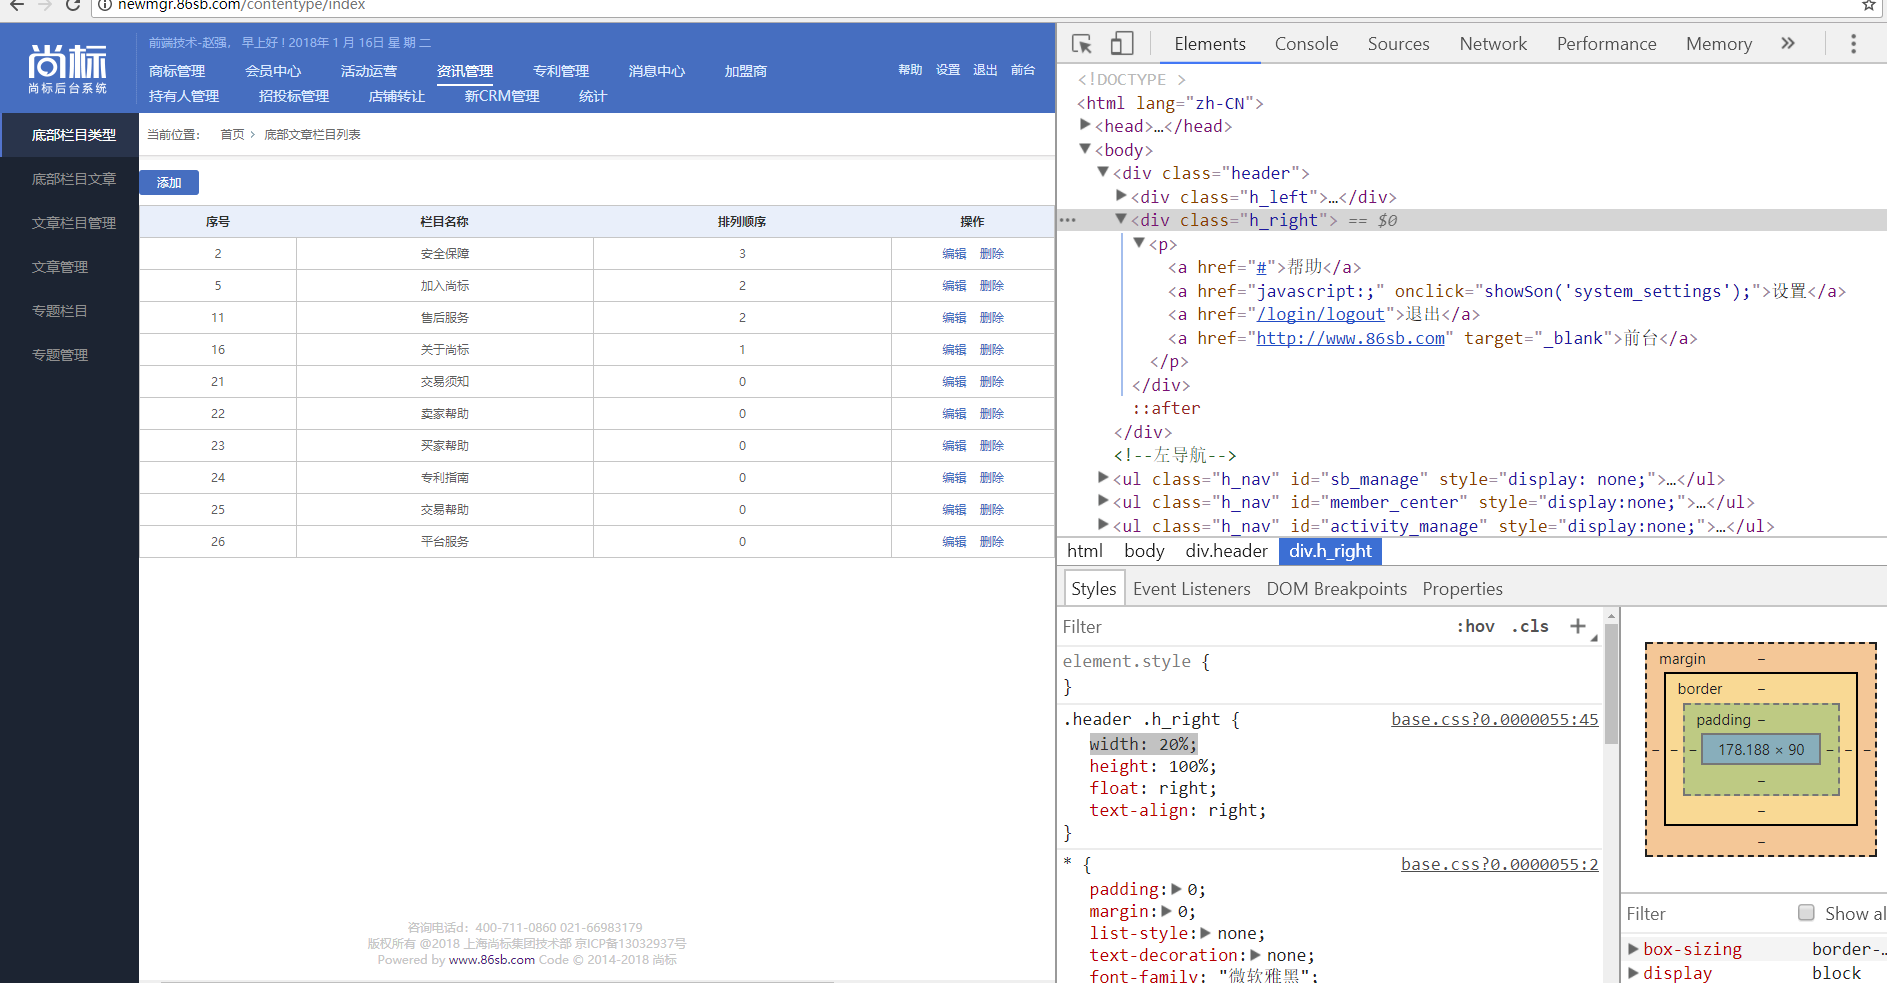 newmgr.86sb.com/contentype/index
尚标
尚标后台系统
前端技术-赵强， 早上好 ! 2018年 1 月 16日 星 期 二
商标管理 会员中心 活动运营 资讯管理 专利管理 消息中心 加盟商
持有人管理 招投标管理 店铺转让 新CRM管理 统计
帮助 设置 退出 前台
底部栏目类型
底部栏目文章
文章栏目管理
文章管理
专题栏目
专题管理
当前位置： 首页 > 底部文章栏目列表
添加
序号 栏目名称 排列顺序 操作
2 安全保障 3 编辑 删除
5 加入尚标 2 编辑 删除
11 售后服务 2 编辑 删除
16 关于尚标 1 编辑 删除
21 交易须知 0 编辑 删除
22 卖家帮助 0 编辑 删除
23 买家帮助 0 编辑 删除
24 专利指南 0 编辑 删除
25 交易帮助 0 编辑 删除
26 平台服务 0 编辑 删除
咨询电话d：400-711-0860 021-66983179
版权所有 @2018 上海尚标集团技术部 京ICP备13032937号
Powered by www.86sb.com Code © 2014-2018 尚标
Elements Console Sources Network Performance Memory »
<!DOCTYPE >
<html lang="zh-CN">
<head>…</head>
<body>
<div class="header">
<div class="h_left">…</div>
<div class="h_right"> == $0
<p>
<a href="#">帮助</a>
<a href="javascript:;" onclick="showSon('system_settings');">设置</a>
<a href="/login/logout">退出</a>
<a href="http://www.86sb.com" target="_blank">前台</a>
</p>
</div>
::after
</div>
<!--左导航-->
<ul class="h_nav" id="sb_manage" style="display: none;">…</ul>
<ul class="h_nav" id="member_center" style="display:none;">…</ul>
<ul class="h_nav" id="activity_manage" style="display:none;">…</ul>
html body div.header div.h_right
Styles Event Listeners DOM Breakpoints Properties
Filter :hov .cls +
element.style {
}
.header .h_right { base.css?0.0000055:45
width: 20%;
height: 100%;
float: right;
text-align: right;
}
* { base.css?0.0000055:2
padding: 0;
margin: 0;
list-style: none;
text-decoration: none;
font-family: "微软雅黑";
margin –
border –
padding –
– – – 178.188 × 90 – – –
–
–
–
Filter Show al
box-sizing border-…
display block